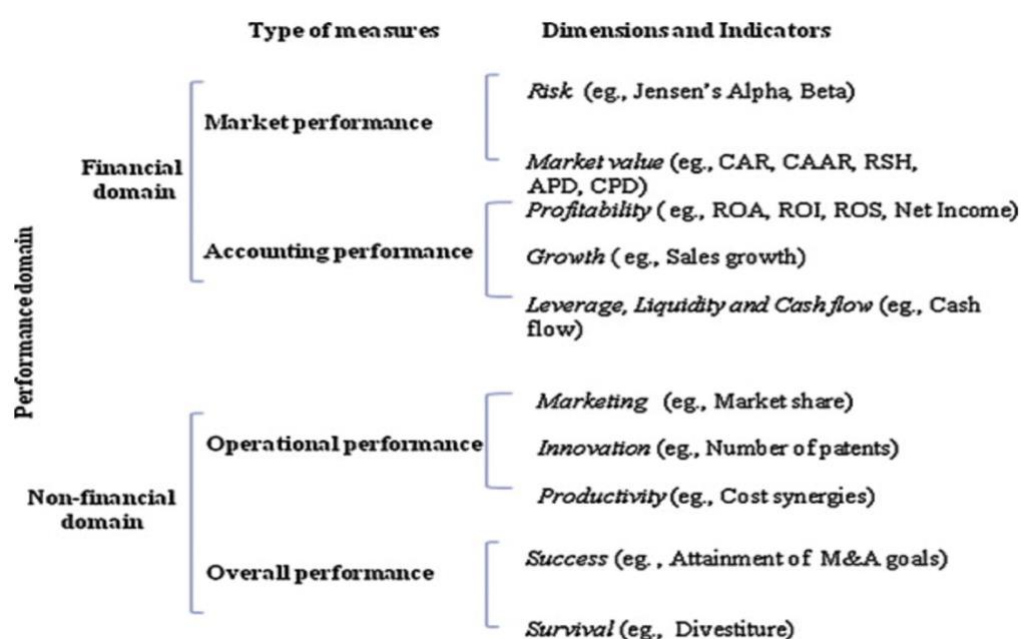 Type of measures
Dimensions and Indicators
Performance domain
Financial
domain
Market performance
Risk (eg., Jensen's Alpha, Beta)
Market value (eg., CAR, CAAR, RSH,
APD, CPD)
Accounting performance
Profitability ( eg., ROA, ROI, ROS, Net Income)
Growth ( eg., Sales growth)
Leverage, Liquidity and Cash flow (eg., Cash
flow)
Non-financial
domain
Operational performance
Marketing (eg., Market share)
Innovation (eg., Number of patents)
Productivity (eg., Cost synergies)
Overall performance
Success (eg. , Attainment of M&A goals)
Survival (eg., Divestiture)